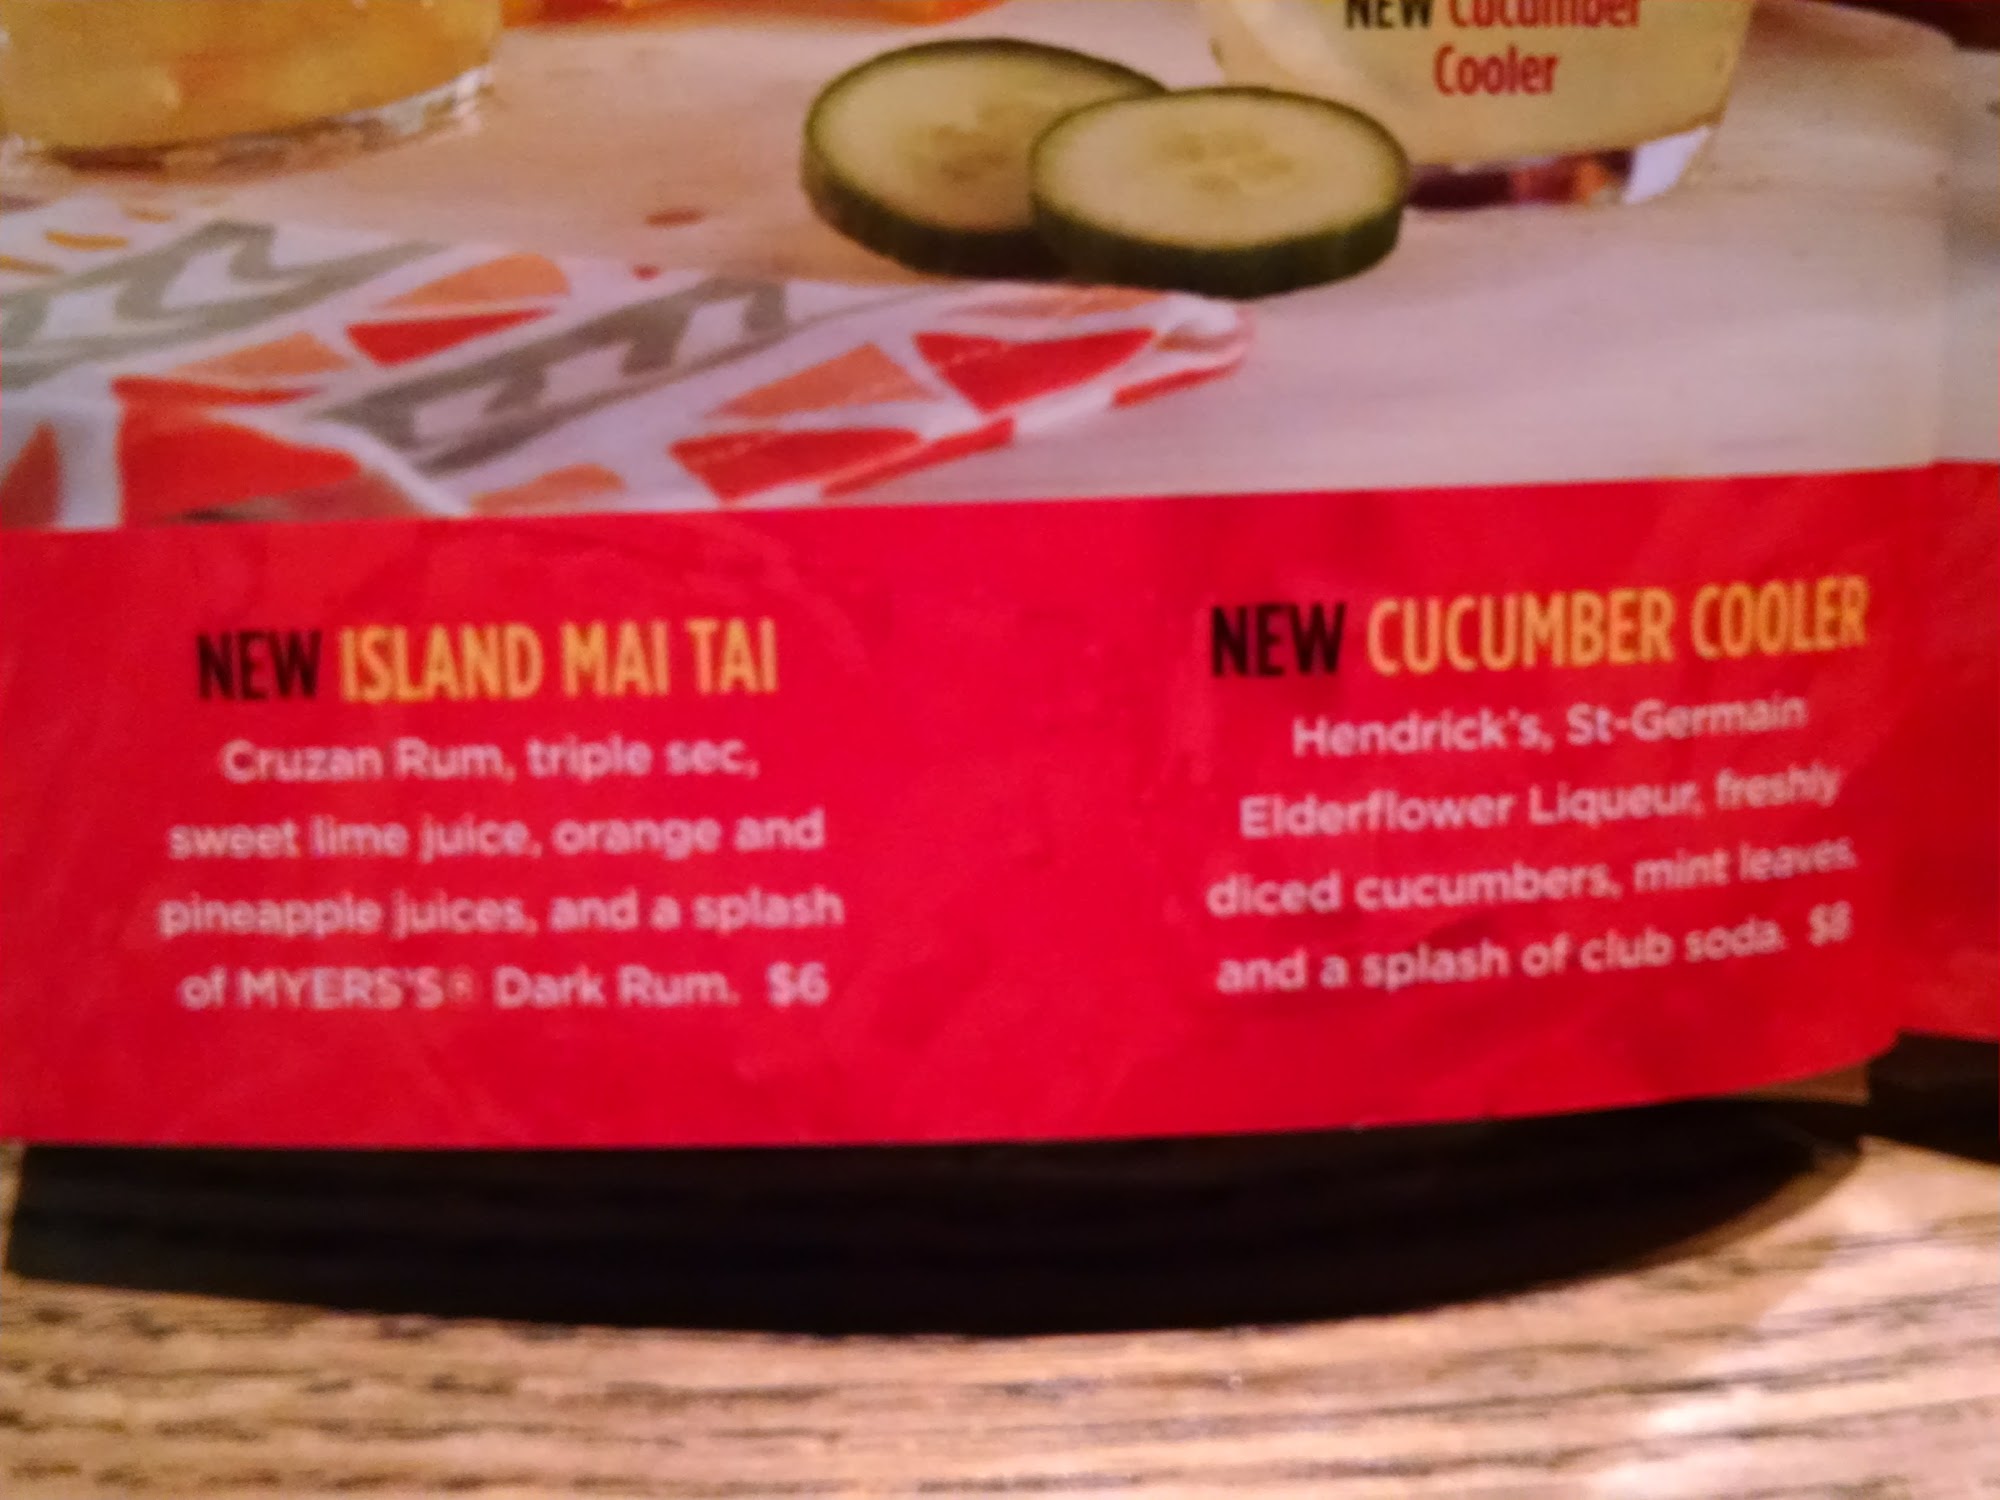 NEW Cucumber
Cooler
NEW ISLAND MAI TAI
Cruzan Rum, triple sec,
sweet lime juice, orange and
pineapple juices, and a splash
of MYERS'S® Dark Rum. $6
NEW CUCUMBER COOLER
Hendrick's, St-Germain
Elderflower Liqueur, freshly
diced cucumbers, mint leaves
and a splash of club soda. $8